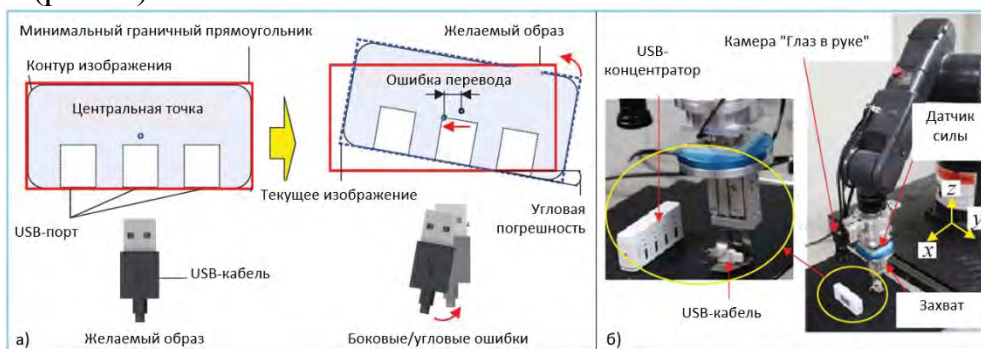 Минимальный граничный прямоугольник
Контур изображения
Центральная точка
USB-порт
USB-кабель
Желаемый образ
а)
Желаемый образ
Ошибка перевода
Текущее изображение
Угловая
погрешность
Боковые/угловые ошибки
USB-
концентратор
Камера "Глаз в руке"
Датчик
силы
z
y
x
USB-кабель
Захват
б)